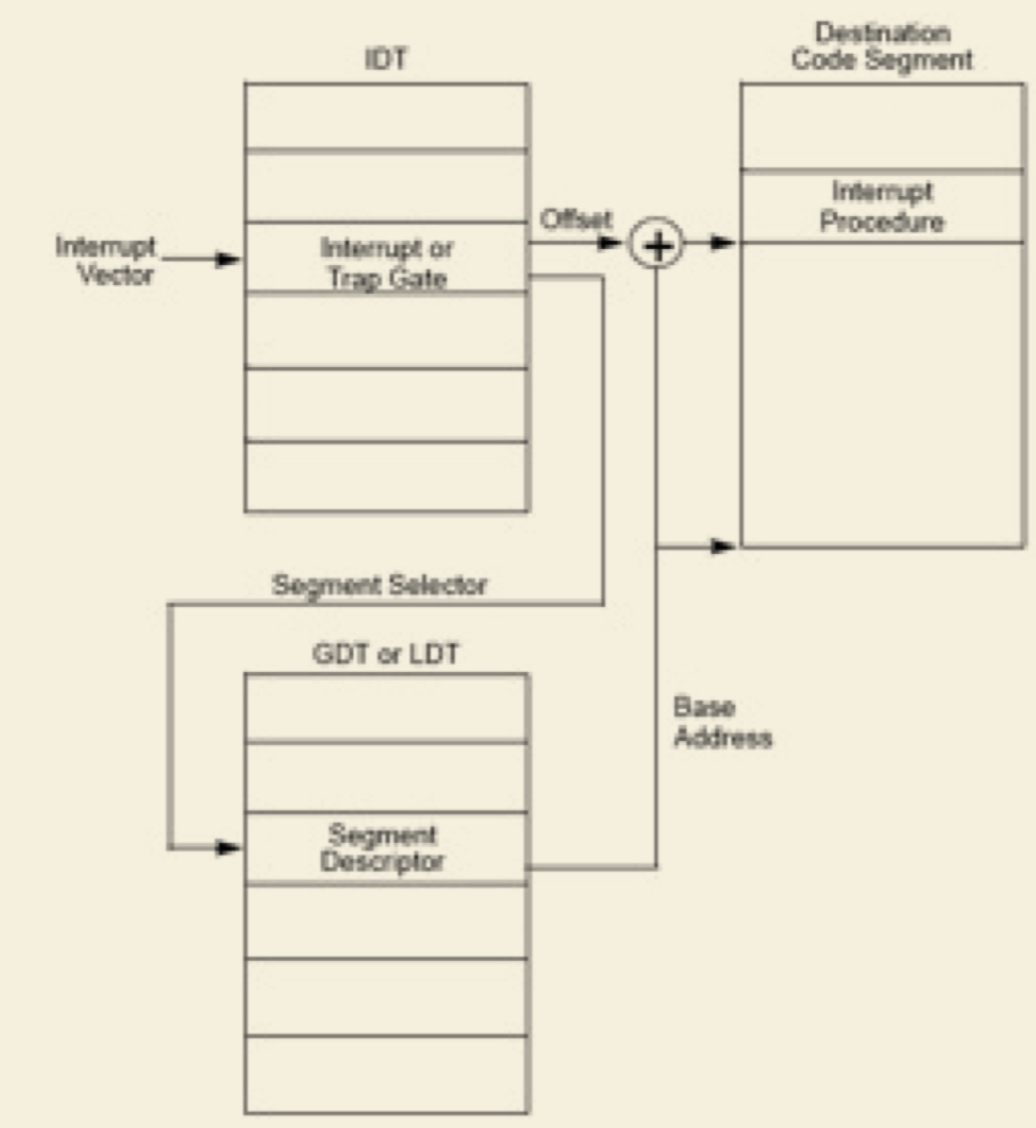 Destination
Code Segment
IDT
Interrupt
Procedure
Offset
+
Interrupt
Vector
Interrupt or
Trap Gate
Segment Selector
GDT or LDT
Base
Address
Segment
Descriptor